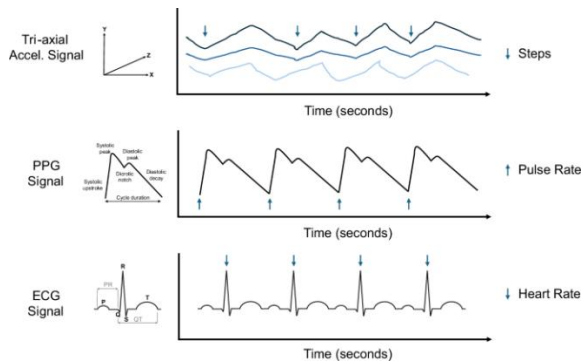 Tri-axial
Accel. Signal
Y
Z
X
Steps
Time (seconds)
PPG
Signal
Systolic
peak
Diastolic
peak
Dicrotic
notch
Systolic
upstroke
Diastolic
decay
Cycle duration
Pulse Rate
Time (seconds)
ECG
Signal
R
PR
P
Q
S
T
QT
Heart Rate
Time (seconds)